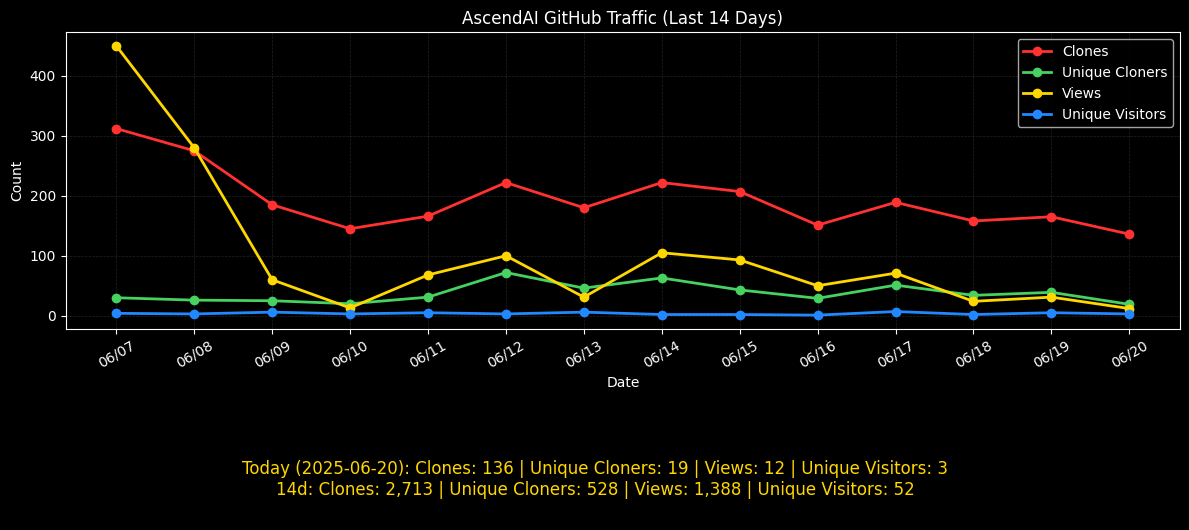 AscendAI GitHub Traffic (Last 14 Days)
Clones
Unique Cloners
Views
Unique Visitors
Count
400
300
200
100
0
06/07 06/08 06/09 06/10 06/11 06/12 06/13 06/14 06/15 06/16 06/17 06/18 06/19 06/20
Date
Today (2025-06-20): Clones: 136 | Unique Cloners: 19 | Views: 12 | Unique Visitors: 3
14d: Clones: 2,713 | Unique Cloners: 528 | Views: 1,388 | Unique Visitors: 52